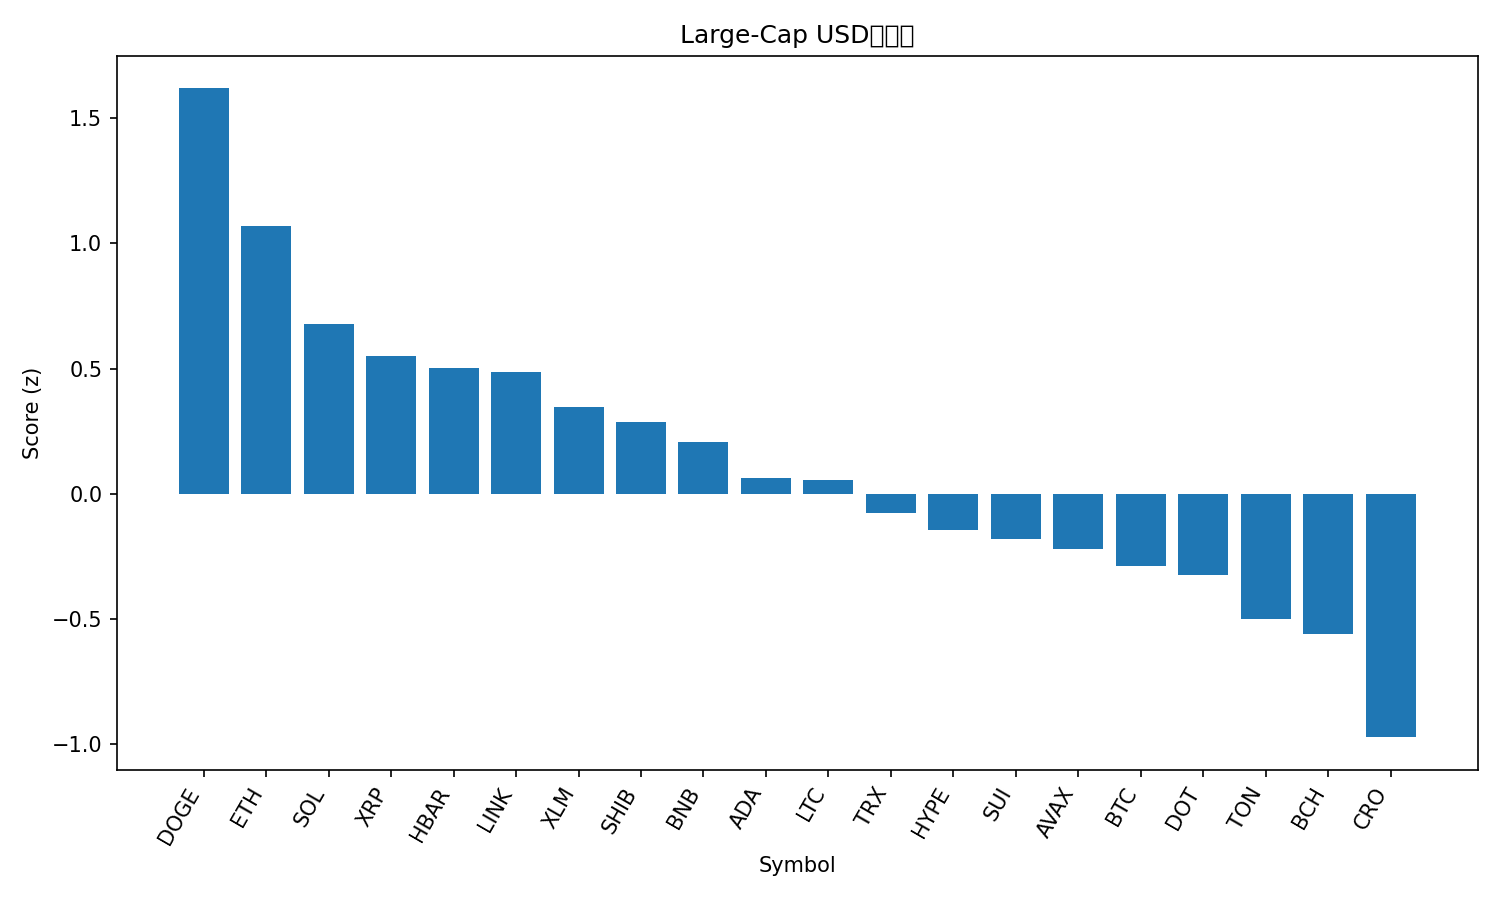 Large-Cap USD
Score (z)
1.5
1.0
0.5
0.0
−0.5
−1.0
DOGE
ETH
SOL
XRP
HBAR
LINK
XLM
SHIB
BNB
ADA
LTC
TRX
HYPE
SUI
AVAX
BTC
DOT
TON
BCH
CRO
Symbol